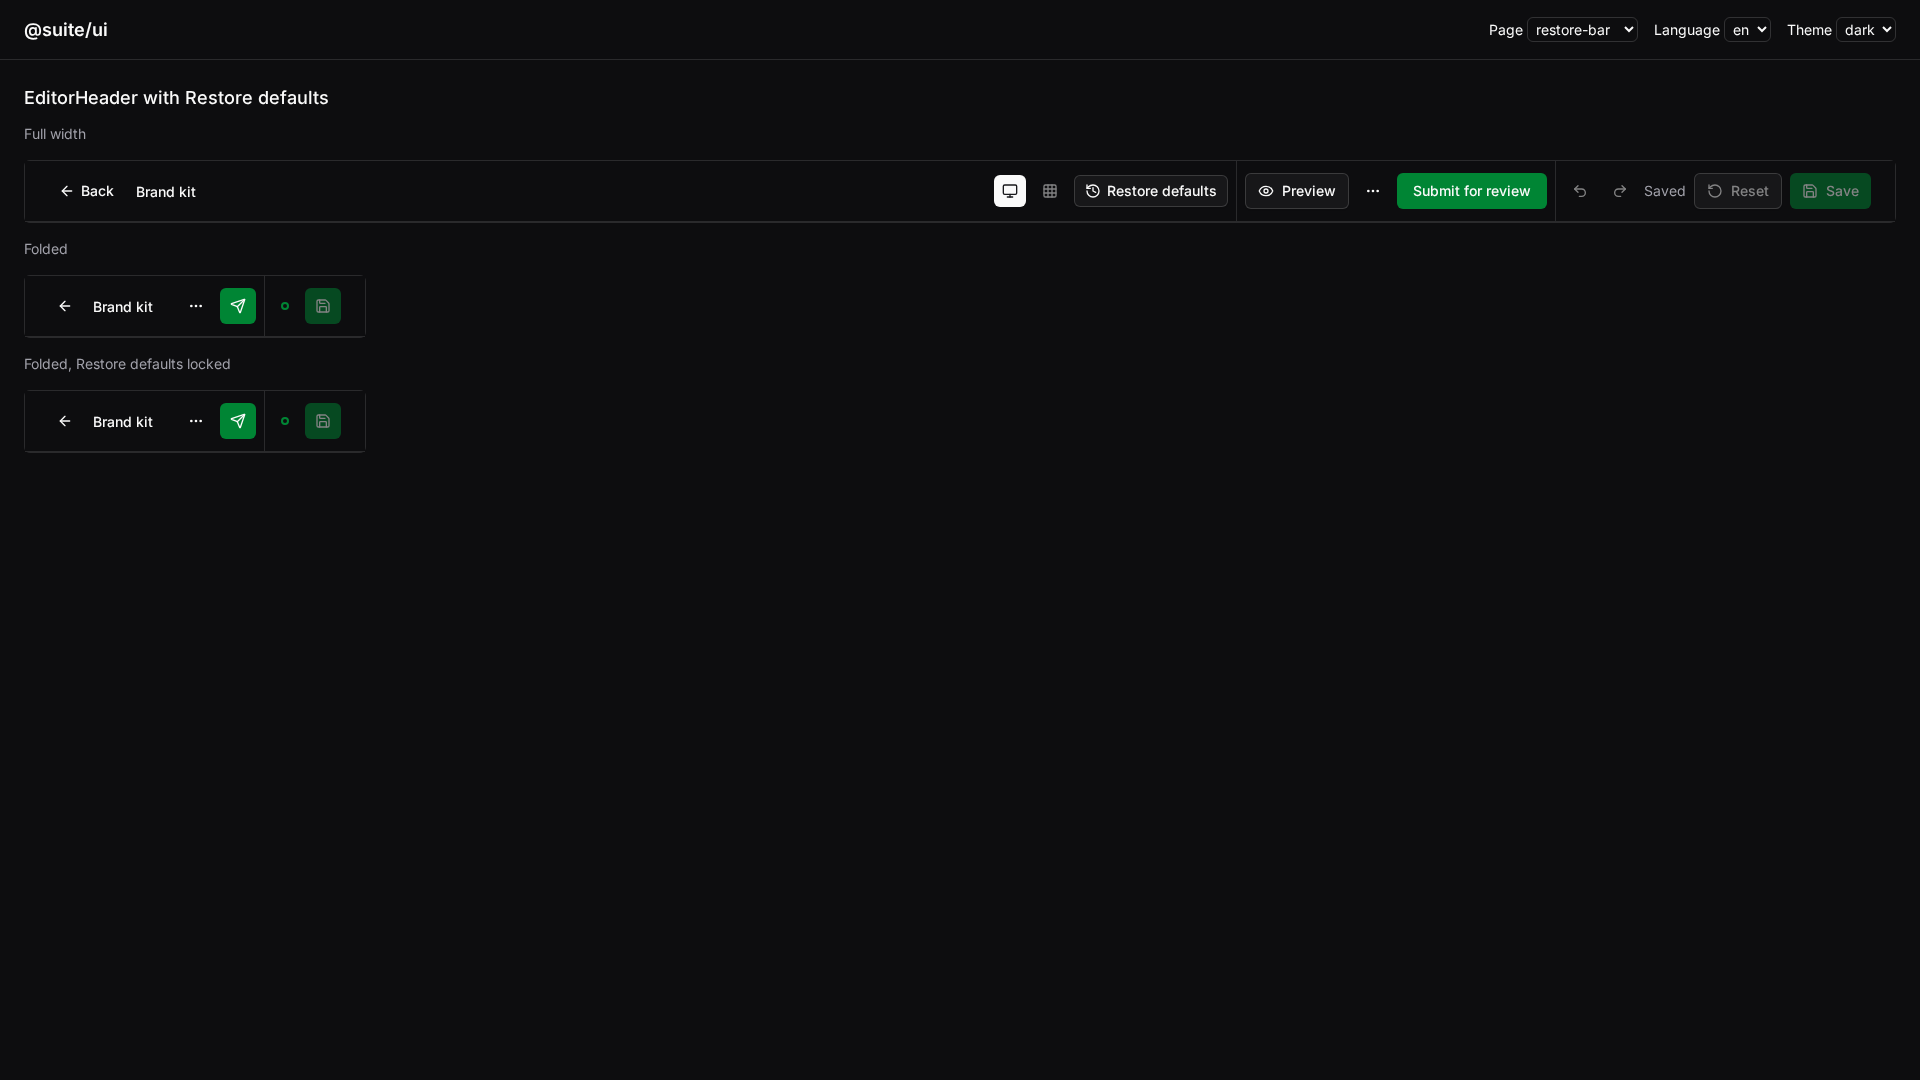 @suite/ui
Page restore-bar Language en Theme dark
EditorHeader with Restore defaults
Full width
Back Brand kit Restore defaults Preview Submit for review Saved Reset Save
Folded
Brand kit
Folded, Restore defaults locked
Brand kit